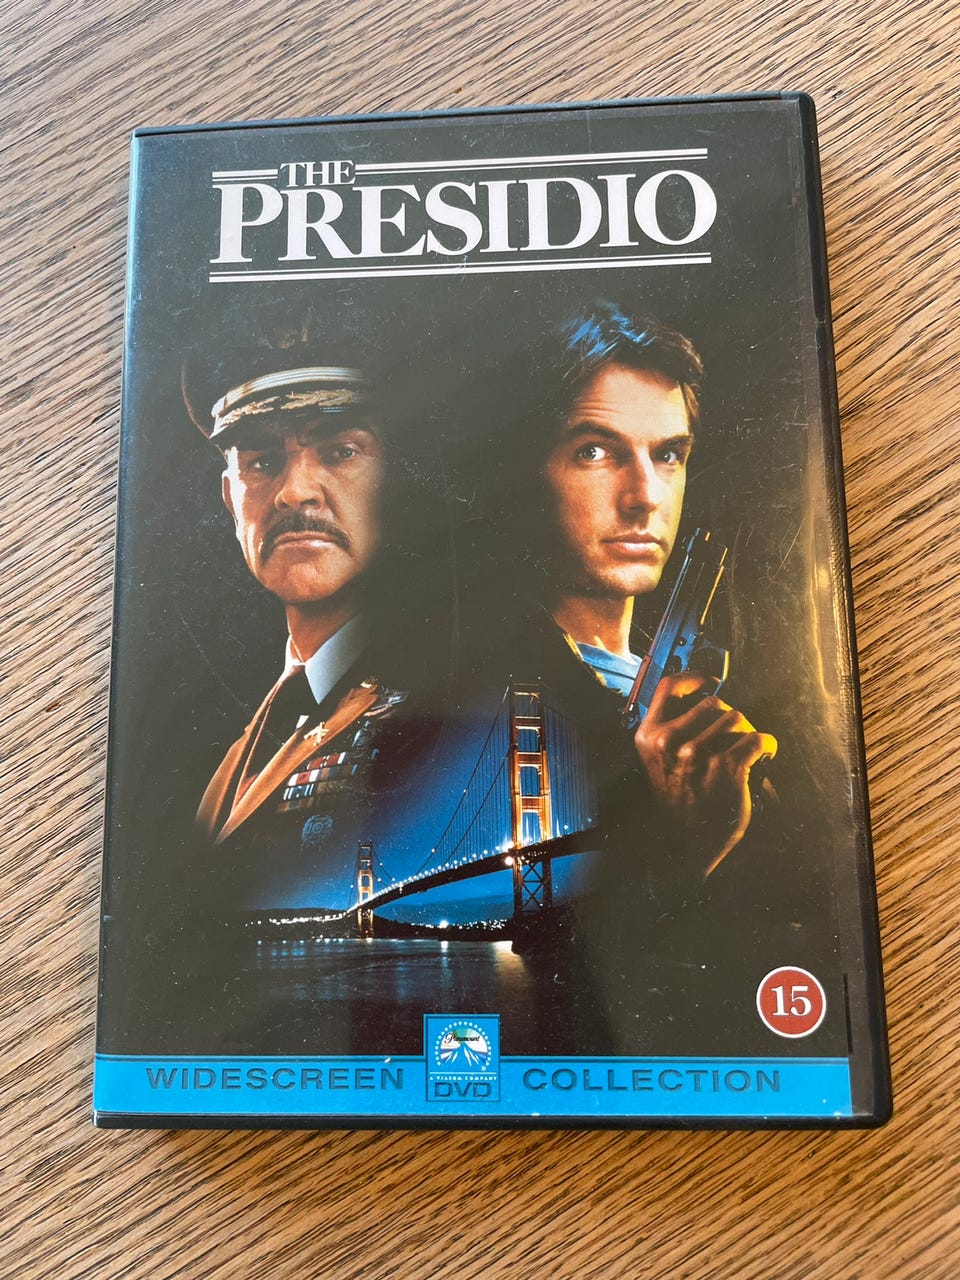 THE
PRESIDIO
15
Paramount
A VIACOM COMPANY
WIDESCREEN DVD COLLECTION